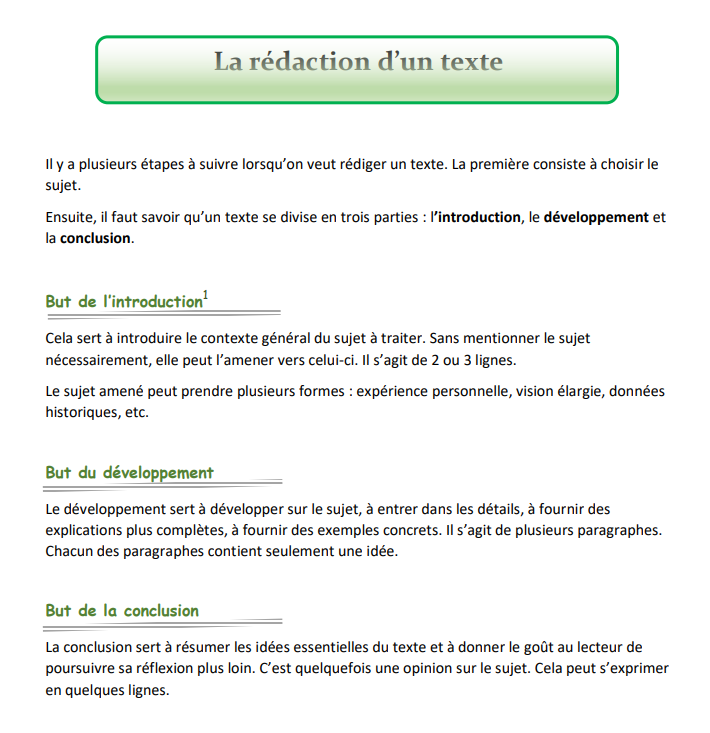 La rédaction d’un texte
Il y a plusieurs étapes à suivre lorsqu’on veut rédiger un texte. La première consiste à choisir le
sujet.
Ensuite, il faut savoir qu’un texte se divise en trois parties : l’introduction, le développement et
la conclusion.
But de l’introduction¹
Cela sert à introduire le contexte général du sujet à traiter. Sans mentionner le sujet
nécessairement, elle peut l’amener vers celui-ci. Il s’agit de 2 ou 3 lignes.
Le sujet amené peut prendre plusieurs formes : expérience personnelle, vision élargie, données
historiques, etc.
But du développement
Le développement sert à développer sur le sujet, à entrer dans les détails, à fournir des
explications plus complètes, à fournir des exemples concrets. Il s’agit de plusieurs paragraphes.
Chacun des paragraphes contient seulement une idée.
But de la conclusion
La conclusion sert à résumer les idées essentielles du texte et à donner le goût au lecteur de
poursuivre sa réflexion plus loin. C’est quelquefois une opinion sur le sujet. Cela peut s’exprimer
en quelques lignes.